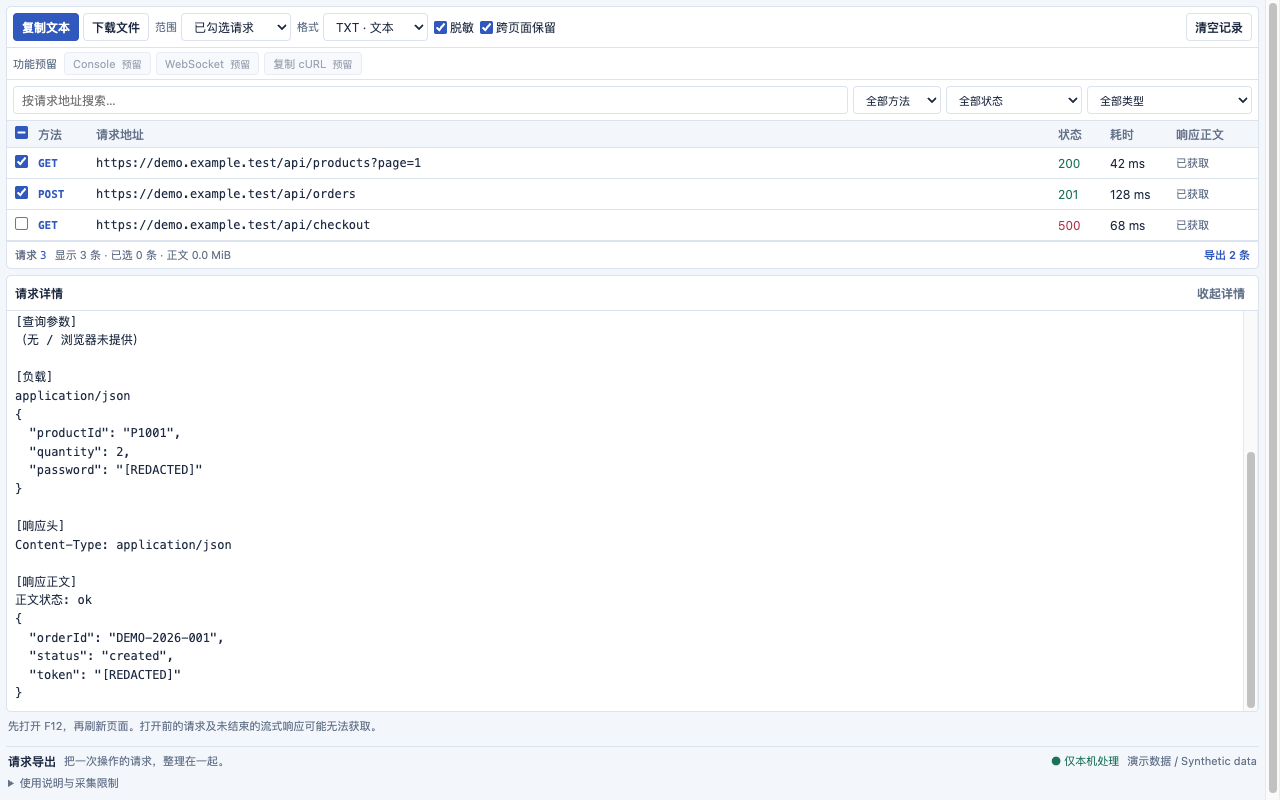 复制文本 下载文件 范围 已勾选请求 格式 TXT · 文本 脱敏 跨页面保留 清空记录
功能预留 Console 预留 WebSocket 预留 复制 cURL 预留
按请求地址搜索... 全部方法 全部状态 全部类型
方法 请求地址 状态 耗时 响应正文
GET https://demo.example.test/api/products?page=1 200 42 ms 已获取
POST https://demo.example.test/api/orders 201 128 ms 已获取
GET https://demo.example.test/api/checkout 500 68 ms 已获取
请求 3 显示 3 条 · 已选 0 条 · 正文 0.0 MiB 导出 2 条
请求详情 收起详情
[查询参数]
（无 / 浏览器未提供）
[负载]
application/json
{
"productId": "P1001",
"quantity": 2,
"password": "[REDACTED]"
}
[响应头]
Content-Type: application/json
[响应正文]
正文状态: ok
{
"orderId": "DEMO-2026-001",
"status": "created",
"token": "[REDACTED]"
}
先打开 F12，再刷新页面。打开前的请求及未结束的流式响应可能无法获取。
请求导出 把一次操作的请求，整理在一起。 仅本机处理 演示数据 / Synthetic data
使用说明与采集限制